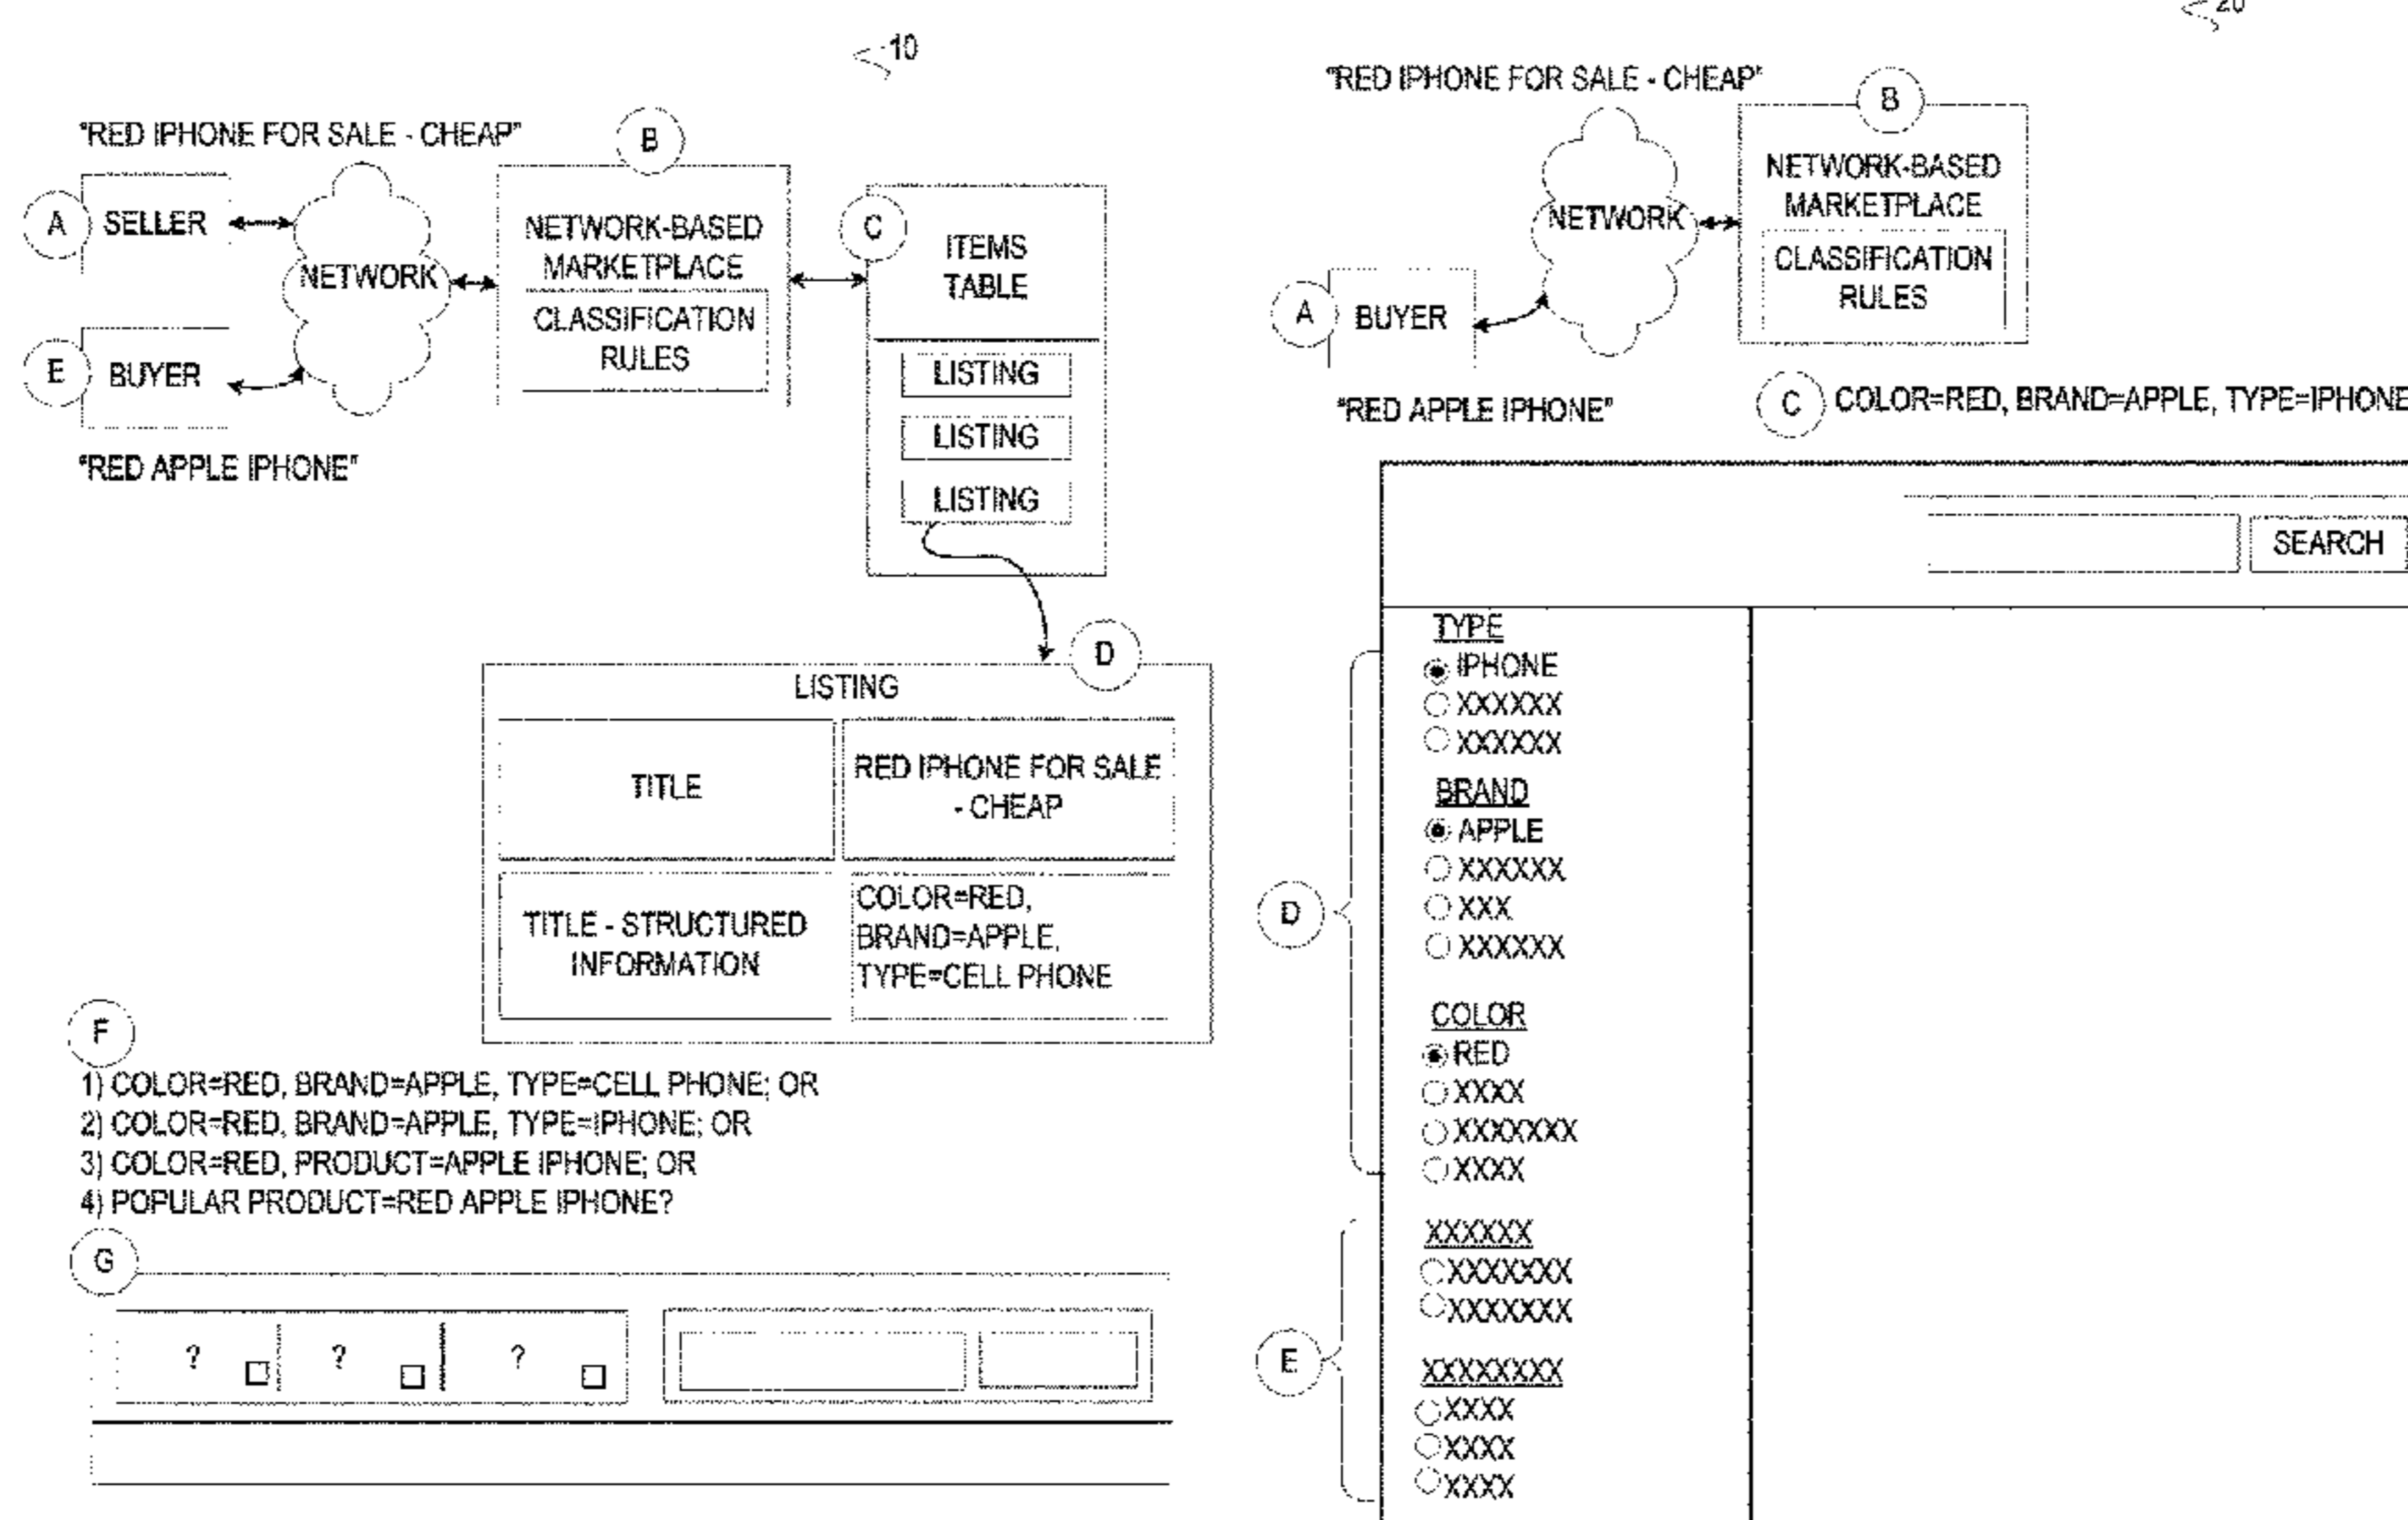 10
"RED IPHONE FOR SALE - CHEAP"
A
SELLER
NETWORK
B
NETWORK-BASED
MARKETPLACE
CLASSIFICATION
RULES
C
ITEMS
TABLE
LISTING
LISTING
LISTING
E
BUYER
"RED APPLE IPHONE"
D
LISTING
TITLE
RED IPHONE FOR SALE
- CHEAP
TITLE - STRUCTURED
INFORMATION
COLOR=RED,
BRAND=APPLE,
TYPE=CELL PHONE
F
1) COLOR=RED, BRAND=APPLE, TYPE=CELL PHONE; OR
2) COLOR=RED, BRAND=APPLE, TYPE=IPHONE; OR
3) COLOR=RED, PRODUCT=APPLE IPHONE; OR
4) POPULAR PRODUCT=RED APPLE IPHONE?
G
? ? ?
20
"RED IPHONE FOR SALE - CHEAP"
B
NETWORK-BASED
MARKETPLACE
CLASSIFICATION
RULES
NETWORK
A
BUYER
"RED APPLE IPHONE"
C
COLOR=RED, BRAND=APPLE, TYPE=IPHONE
SEARCH
D
TYPE
IPHONE
XXXXXX
XXXXXX
BRAND
APPLE
XXXXXX
XXX
XXXXXX
COLOR
RED
XXXX
XXXXXXX
XXXX
E
XXXXXX
XXXXXXX
XXXXXXX
XXXXXXXX
XXXX
XXXX
XXXX